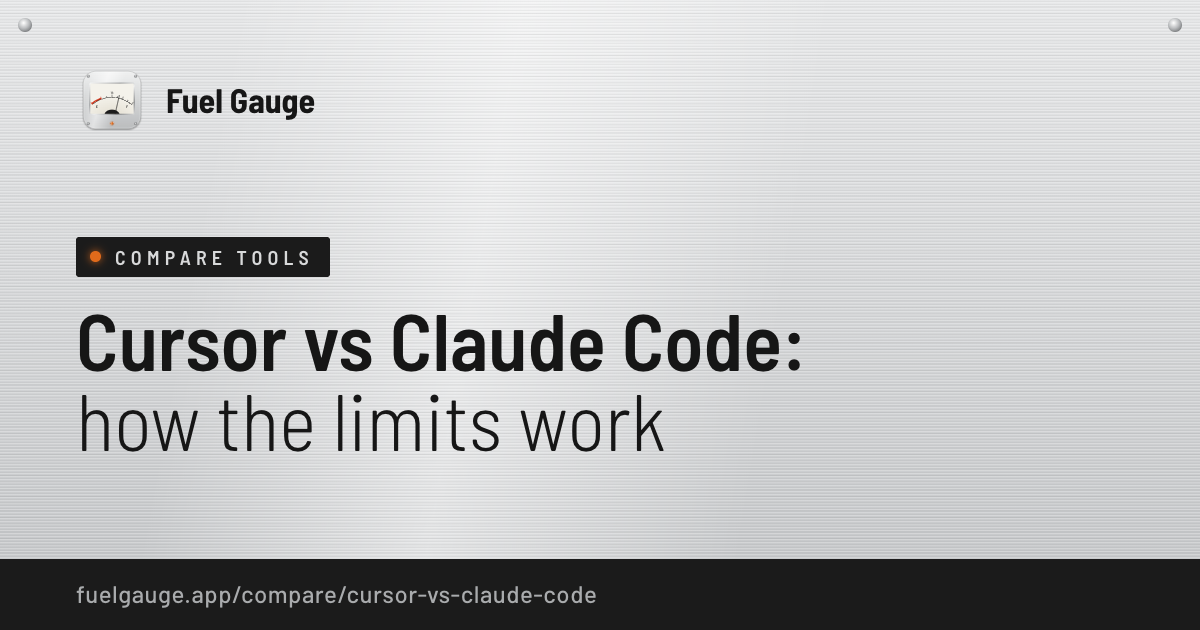 Fuel Gauge
COMPARE TOOLS
Cursor vs Claude Code:
how the limits work
fuelgauge.app/compare/cursor-vs-claude-code